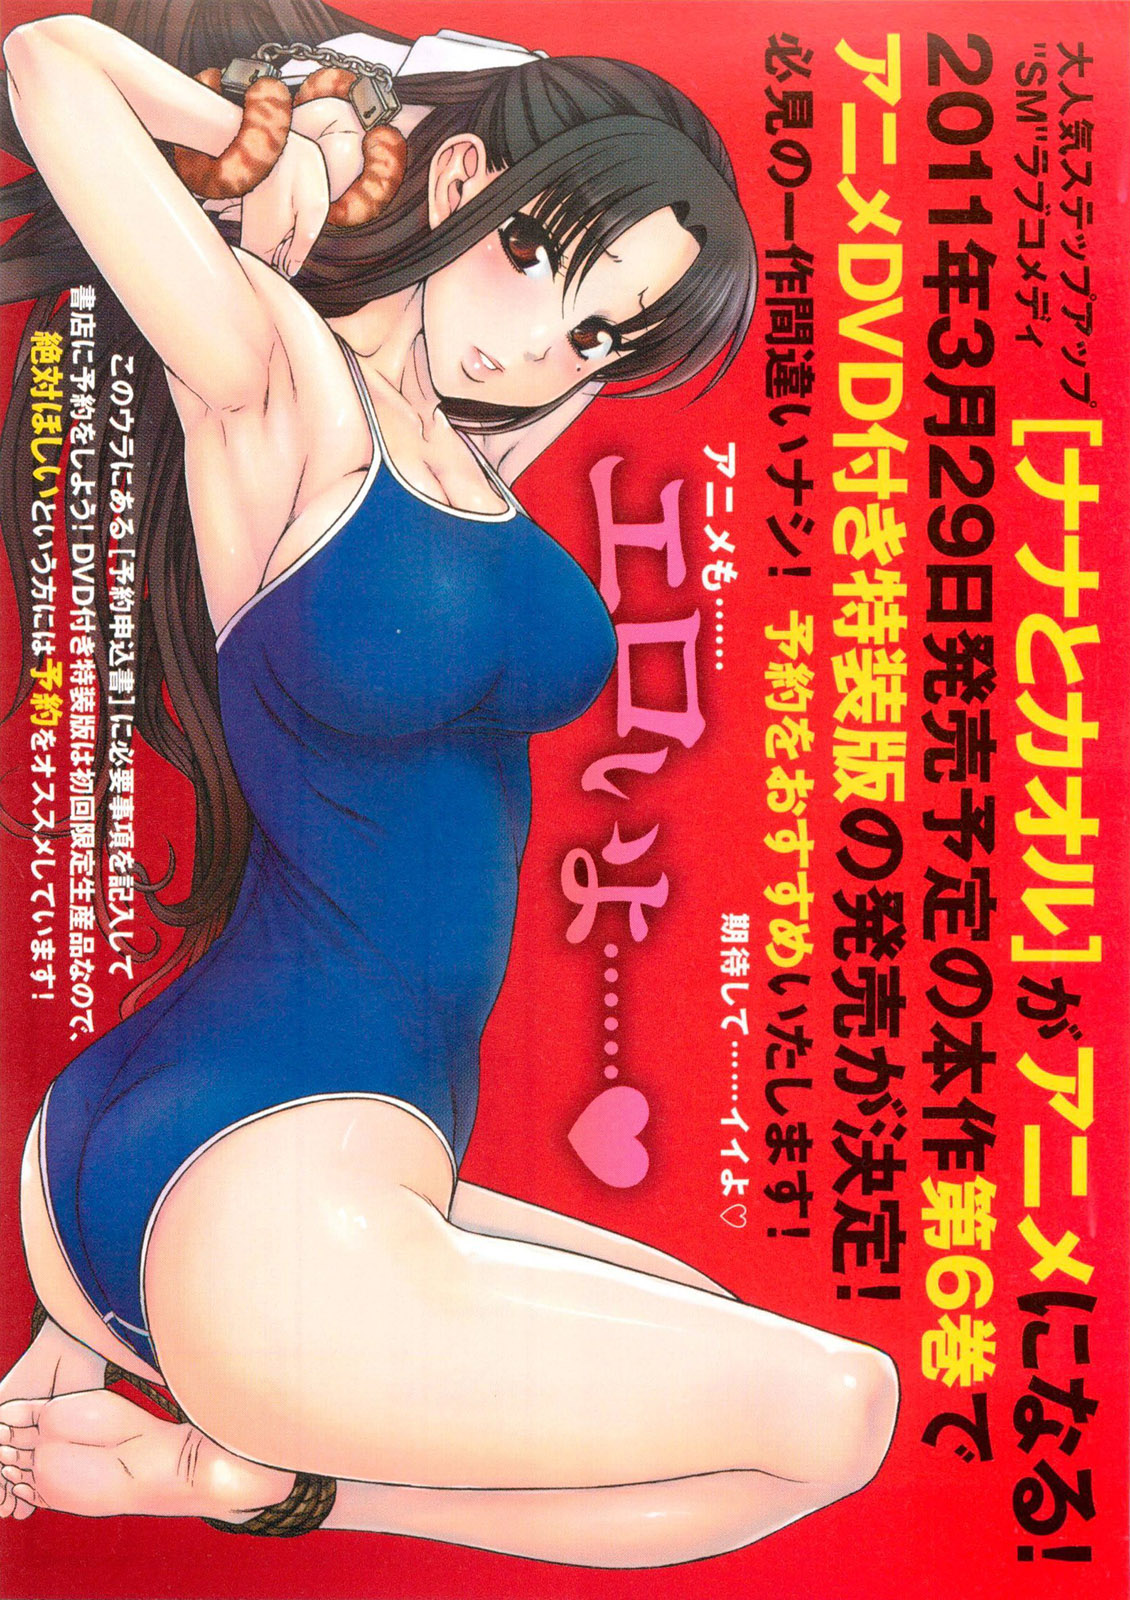 大人気ステップアップ
"SM"ラブコメディ
[ナナとカオル]がアニメになる!
2011年3月29日発売予定の本作第6巻で
アニメDVD付き特装版の発売が決定!
必見の一作間違いナシ! 予約をおすすめいたします!
アニメも……
エロいよ………♡
期待して……イイよ♡
このウラにある[予約申込書]に必要事項を記入して
書店に予約をしよう! DVD付き特装版は初回限定生産品なので、
絶対ほしいという方には予約をオススメしています!